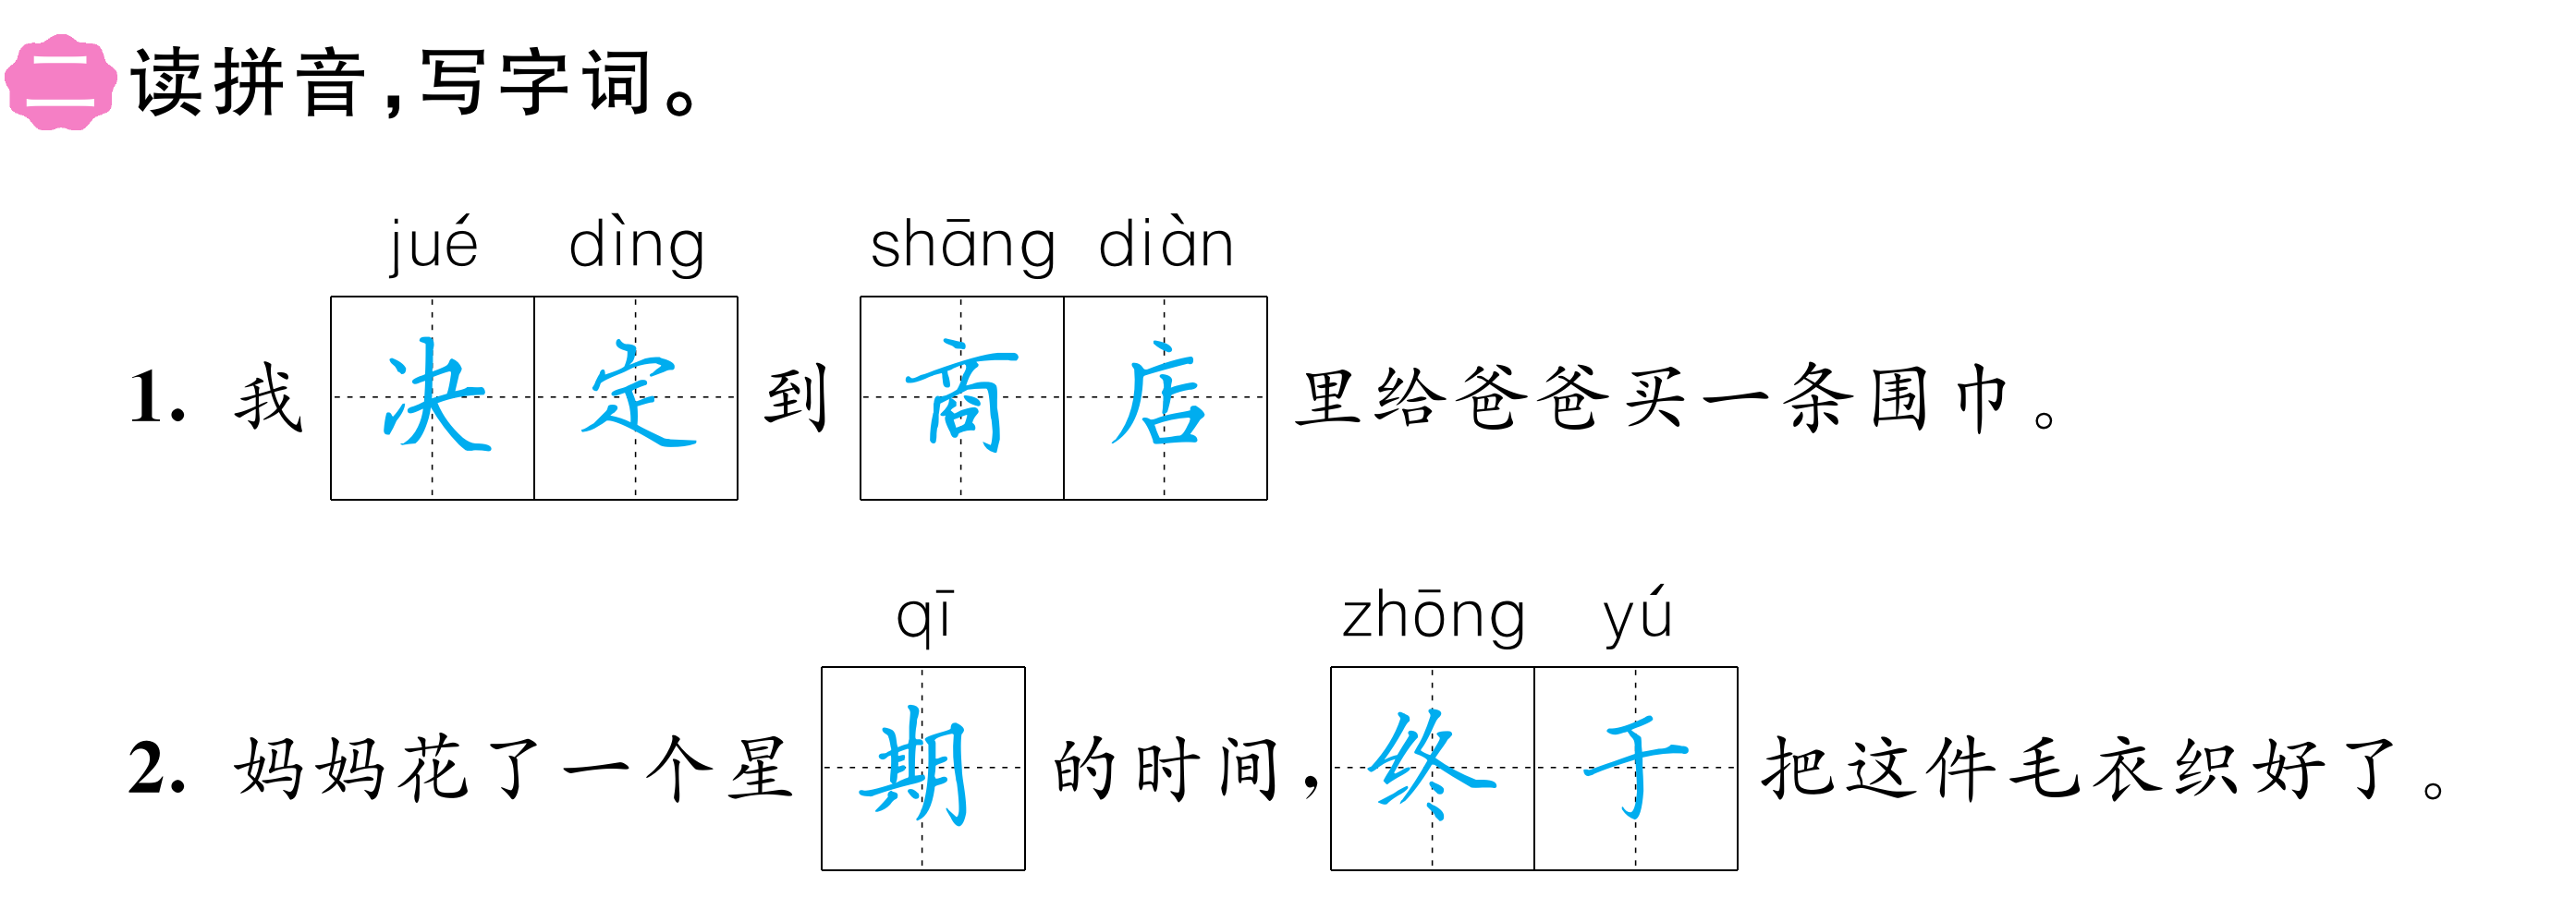 二 读拼音，写字词。
jué dìng shāng diàn
1. 我决定到商店里给爸爸买一条围巾。
qī zhōng yú
2. 妈妈花了一个星期的时间，终于把这件毛衣织好了。